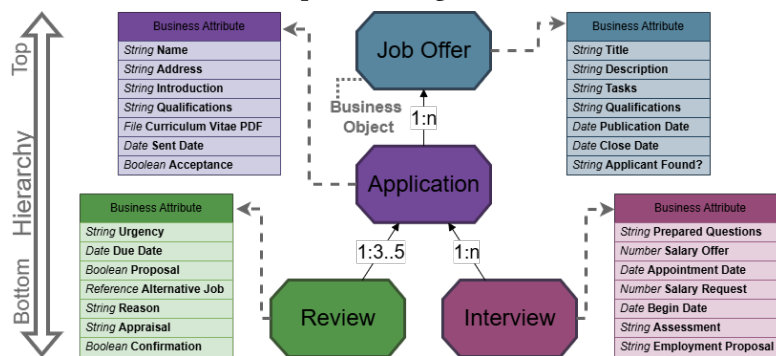 Top
Hierarchy
Bottom
Business Attribute
String Name
String Address
String Introduction
String Qualifications
File Curriculum Vitae PDF
Date Sent Date
Boolean Acceptance
Job Offer
Business
Object
1:n
Business Attribute
String Title
String Description
String Tasks
String Qualifications
Date Publication Date
Date Close Date
String Applicant Found?
Application
1:3..5
1:n
Business Attribute
String Urgency
Date Due Date
Boolean Proposal
Reference Alternative Job
String Reason
String Appraisal
Boolean Confirmation
Review
Interview
Business Attribute
String Prepared Questions
Number Salary Offer
Date Appointment Date
Number Salary Request
Date Begin Date
String Assessment
String Employment Proposal